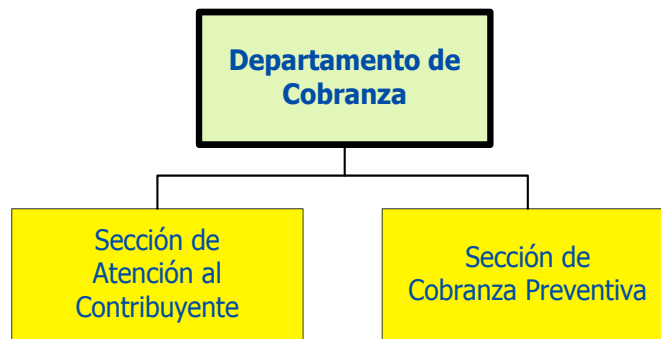 Departamento de
Cobranza
Sección de
Atención al
Contribuyente
Sección de
Cobranza Preventiva